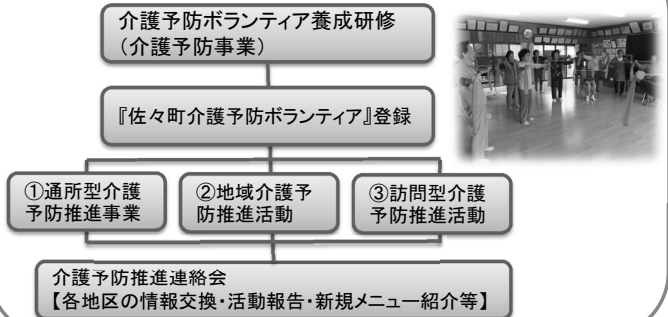 介護予防ボランティア養成研修
（介護予防事業）
『佐々町介護予防ボランティア』登録
①通所型介護
予防推進事業
②地域介護予
防推進活動
③訪問型介護
予防推進活動
介護予防推進連絡会
【各地区の情報交換・活動報告・新規メニュー紹介等】